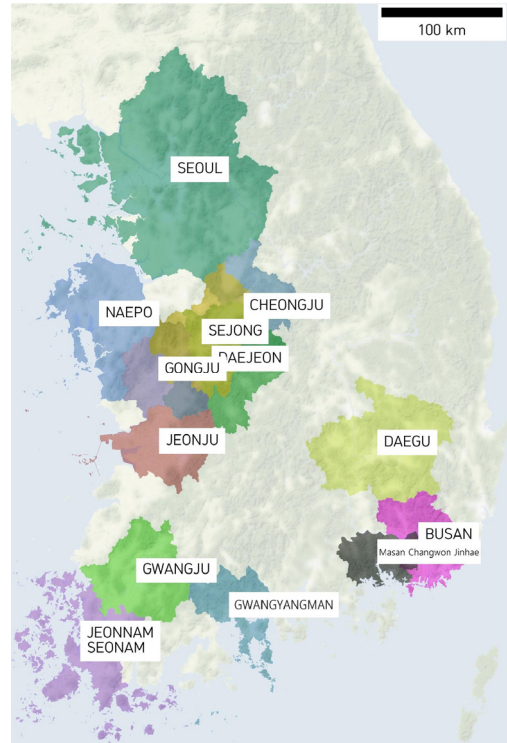 100 km
SEOUL
NAEPO
CHEONGJU
SEJONG
DAEJEON
GONGJU
JEONJU
DAEGU
BUSAN
Masan Changwon Jinhae
GWANGJU
GWANGYANGMAN
JEONNAM
SEONAM